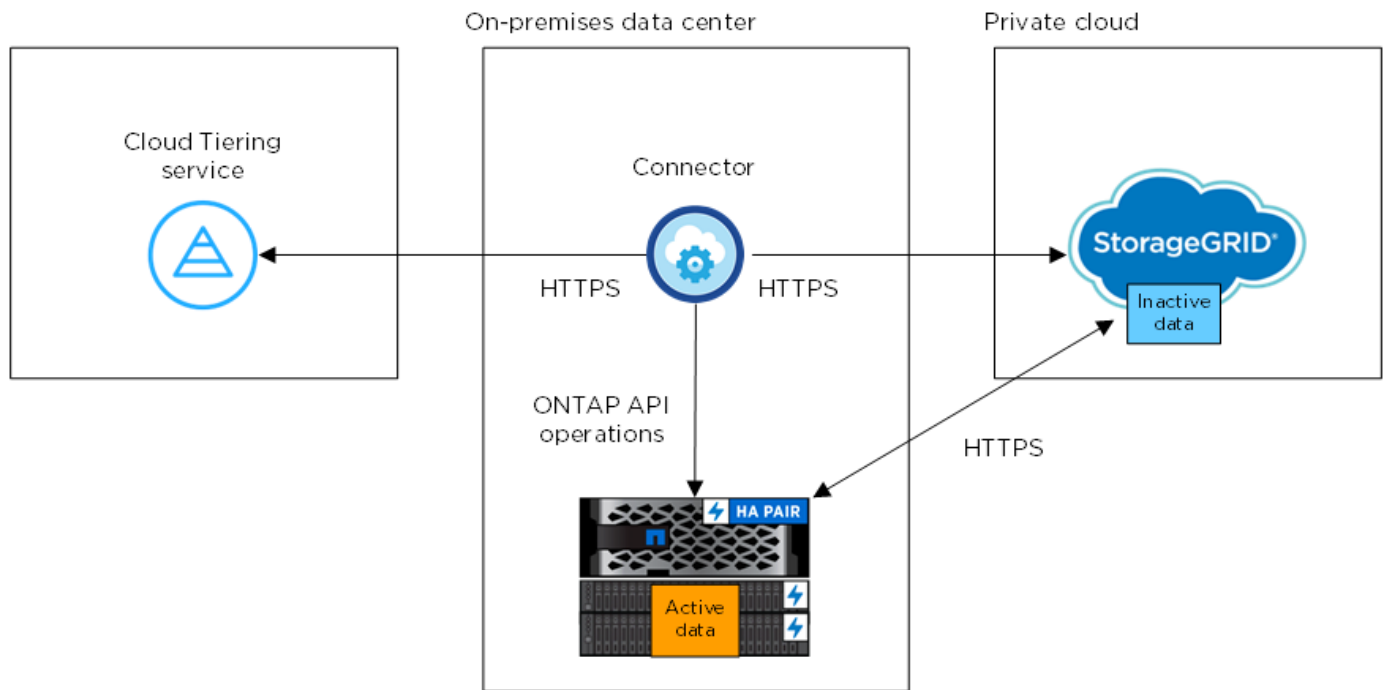 On-premises data center
Private cloud
Cloud Tiering
service
Connector
StorageGRID®
HTTPS
HTTPS
Inactive
data
ONTAP API
operations
HTTPS
HA PAIR
Active
data